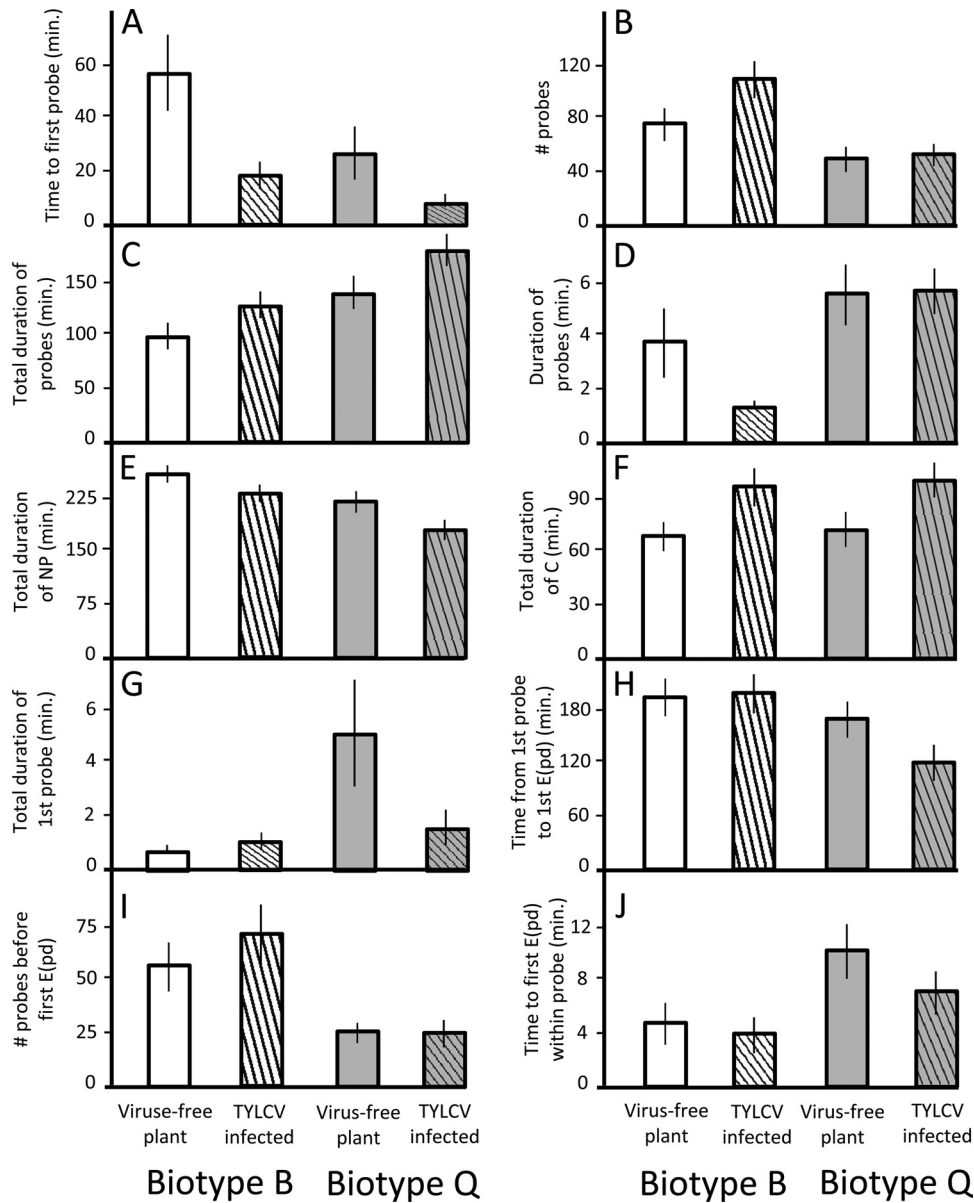 A
Time to first probe (min.)
60
40
20
0
B
# probes
120
80
40
0
C
Total duration of
probes (min.)
150
100
50
0
D
Duration of
probes (min.)
6
4
2
0
E
Total duration
of NP (min.)
225
150
75
0
F
Total duration
of C (min.)
90
60
30
0
G
Total duration of
1st probe (min.)
6
4
2
0
H
Time from 1st probe
to 1st E(pd) (min.)
180
120
60
0
I
# probes before
first E(pd)
75
50
25
0
J
Time to first E(pd)
within probe (min.)
12
8
4
0
Viruse-free
plant
TYLCV
infected
Virus-free
plant
TYLCV
infected
Biotype B
Biotype Q
Virus-free
plant
TYLCV
infected
Virus-free
plant
TYLCV
infected
Biotype B
Biotype Q